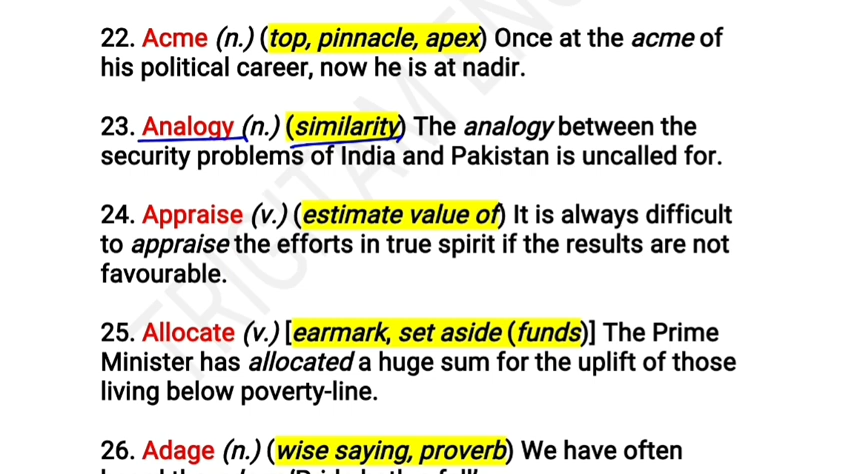 22. Acme (n.) (top, pinnacle, apex) Once at the acme of
his political career, now he is at nadir.
23. Analogy (n.) (similarity) The analogy between the
security problems of India and Pakistan is uncalled for.
24. Appraise (v.) (estimate value of) It is always difficult
to appraise the efforts in true spirit if the results are not
favourable.
25. Allocate (v.) [earmark, set aside (funds)] The Prime
Minister has allocated a huge sum for the uplift of those
living below poverty-line.
26. Adage (n.) (wise saying, proverb) We have often